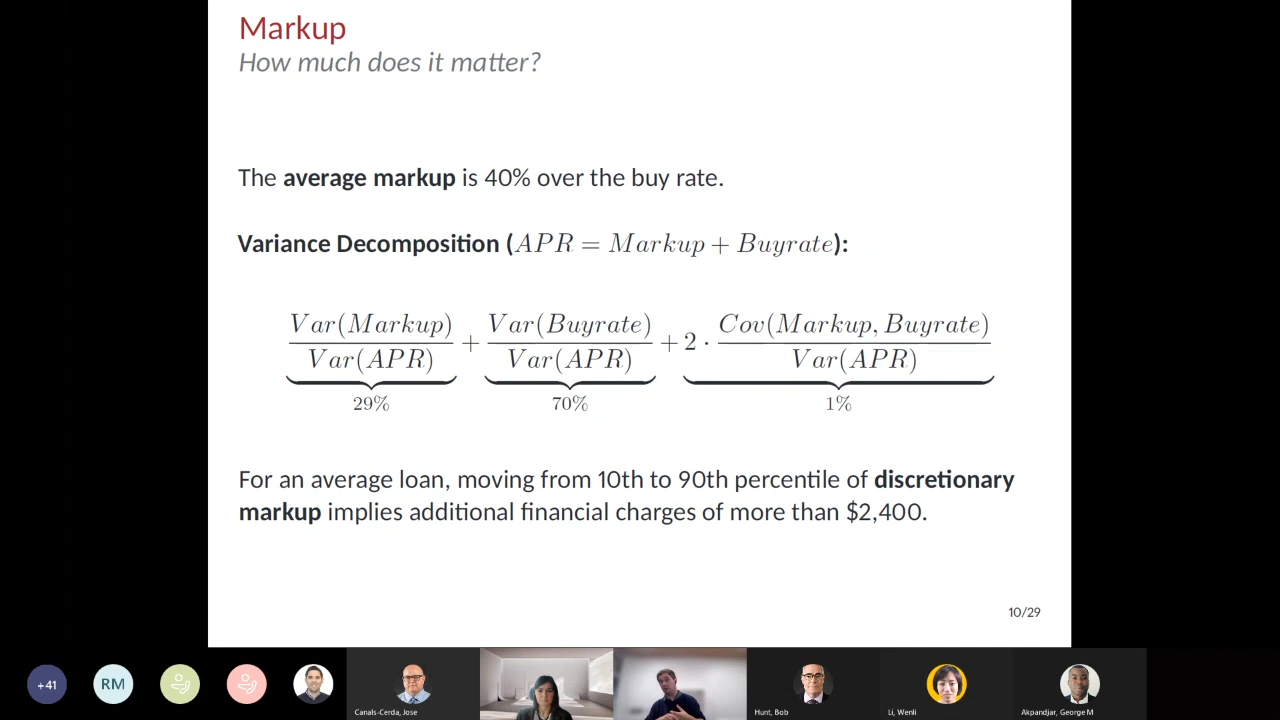 Markup
How much does it matter?
The average markup is 40% over the buy rate.
Variance Decomposition (APR = Markup + Buyrate):
Var(Markup) / Var(APR) + Var(Buyrate) / Var(APR) + 2 · Cov(Markup, Buyrate) / Var(APR)
29% 70% 1%
For an average loan, moving from 10th to 90th percentile of discretionary
markup implies additional financial charges of more than $2,400.
10/29
+41
RM
Canals-Cerda, Jose
Hunt, Bob
Li, Wenli
Akpandjar, George M